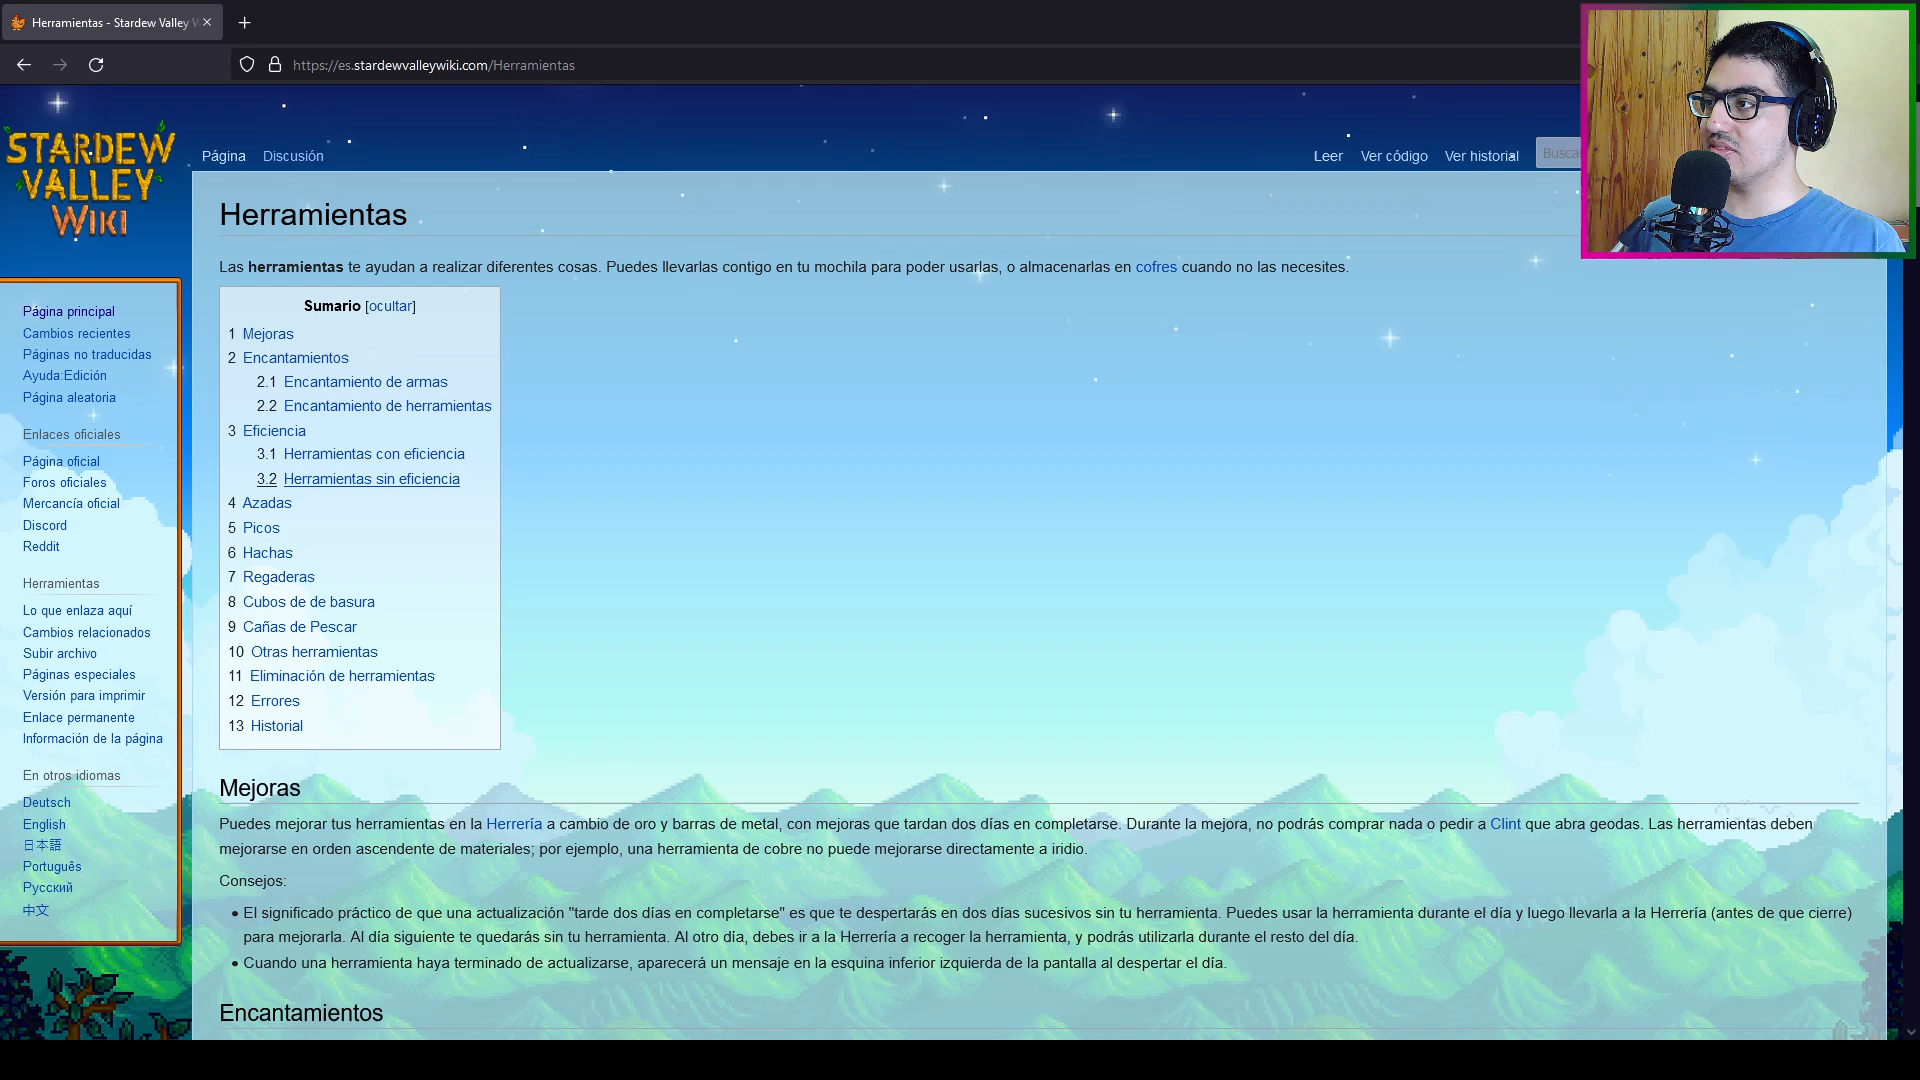 Herramientas - Stardew Valley W
https://es.stardewvalleywiki.com/Herramientas
STARDEW
VALLEY
WIKI
Página
Discusión
Leer
Ver código
Ver historial
Busca
Herramientas
Las herramientas te ayudan a realizar diferentes cosas. Puedes llevarlas contigo en tu mochila para poder usarlas, o almacenarlas en cofres cuando no las necesites.
Página principal
Cambios recientes
Páginas no traducidas
Ayuda:Edición
Página aleatoria
Enlaces oficiales
Página oficial
Foros oficiales
Mercancía oficial
Discord
Reddit
Herramientas
Lo que enlaza aquí
Cambios relacionados
Subir archivo
Páginas especiales
Versión para imprimir
Enlace permanente
Información de la página
En otros idiomas
Deutsch
English
日本語
Português
Русский
中文
Sumario [ocultar]
1 Mejoras
2 Encantamientos
2.1 Encantamiento de armas
2.2 Encantamiento de herramientas
3 Eficiencia
3.1 Herramientas con eficiencia
3.2 Herramientas sin eficiencia
4 Azadas
5 Picos
6 Hachas
7 Regaderas
8 Cubos de de basura
9 Cañas de Pescar
10 Otras herramientas
11 Eliminación de herramientas
12 Errores
13 Historial
Mejoras
Puedes mejorar tus herramientas en la Herrería a cambio de oro y barras de metal, con mejoras que tardan dos días en completarse. Durante la mejora, no podrás comprar nada o pedir a Clint que abra geodas. Las herramientas deben
mejorarse en orden ascendente de materiales; por ejemplo, una herramienta de cobre no puede mejorarse directamente a iridio.
Consejos:
• El significado práctico de que una actualización "tarde dos días en completarse" es que te despertarás en dos días sucesivos sin tu herramienta. Puedes usar la herramienta durante el día y luego llevarla a la Herrería (antes de que cierre)
para mejorarla. Al día siguiente te quedarás sin tu herramienta. Al otro día, debes ir a la Herrería a recoger la herramienta, y podrás utilizarla durante el resto del día.
• Cuando una herramienta haya terminado de actualizarse, aparecerá un mensaje en la esquina inferior izquierda de la pantalla al despertar el día.
Encantamientos